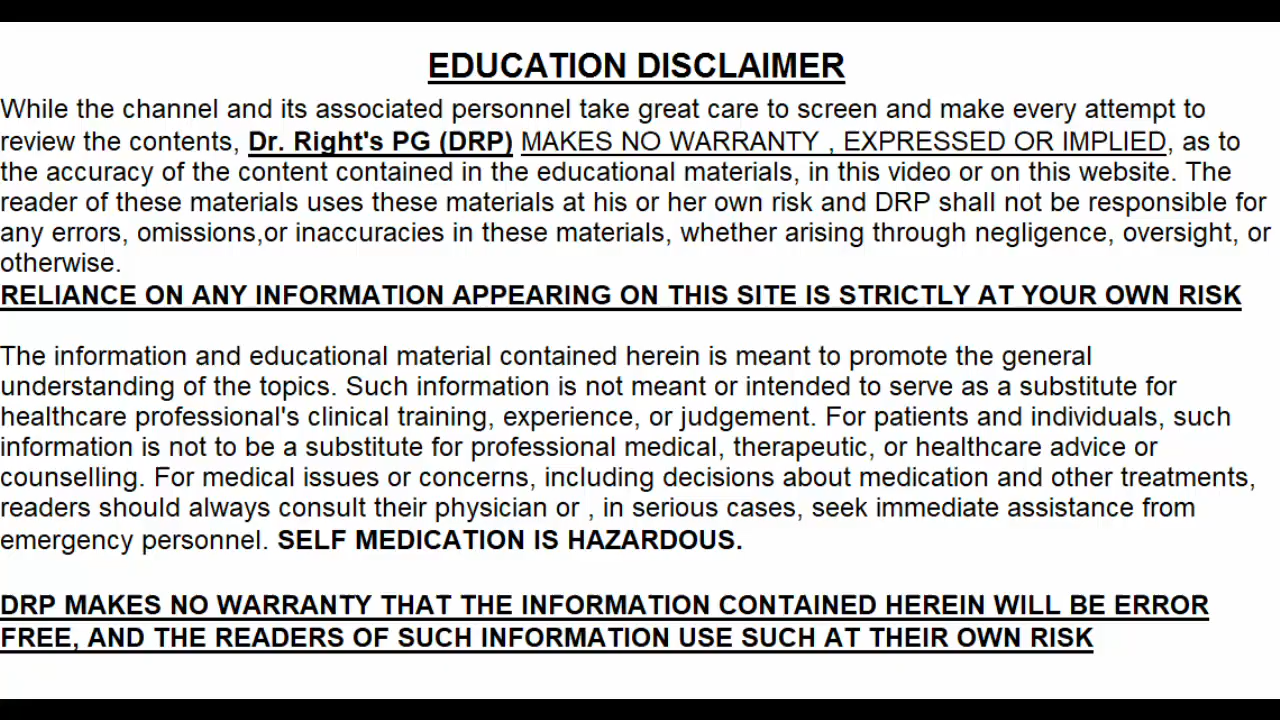 EDUCATION DISCLAIMER
While the channel and its associated personnel take great care to screen and make every attempt to
review the contents, Dr. Right's PG (DRP) MAKES NO WARRANTY , EXPRESSED OR IMPLIED, as to
the accuracy of the content contained in the educational materials, in this video or on this website. The
reader of these materials uses these materials at his or her own risk and DRP shall not be responsible for
any errors, omissions,or inaccuracies in these materials, whether arising through negligence, oversight, or
otherwise.
RELIANCE ON ANY INFORMATION APPEARING ON THIS SITE IS STRICTLY AT YOUR OWN RISK
The information and educational material contained herein is meant to promote the general
understanding of the topics. Such information is not meant or intended to serve as a substitute for
healthcare professional's clinical training, experience, or judgement. For patients and individuals, such
information is not to be a substitute for professional medical, therapeutic, or healthcare advice or
counselling. For medical issues or concerns, including decisions about medication and other treatments,
readers should always consult their physician or , in serious cases, seek immediate assistance from
emergency personnel. SELF MEDICATION IS HAZARDOUS.
DRP MAKES NO WARRANTY THAT THE INFORMATION CONTAINED HEREIN WILL BE ERROR
FREE, AND THE READERS OF SUCH INFORMATION USE SUCH AT THEIR OWN RISK